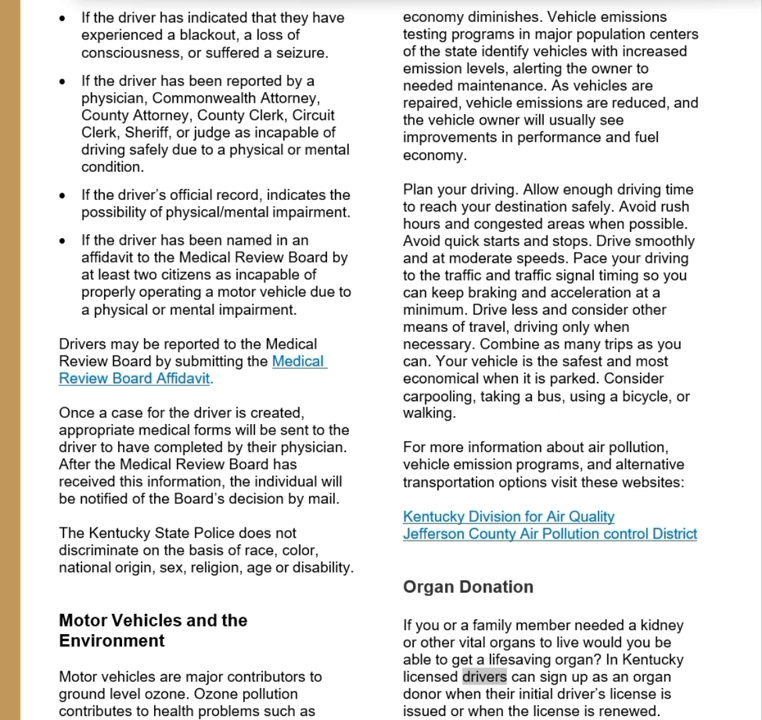 • If the driver has indicated that they have
experienced a blackout, a loss of
consciousness, or suffered a seizure.
• If the driver has been reported by a
physician, Commonwealth Attorney,
County Attorney, County Clerk, Circuit
Clerk, Sheriff, or judge as incapable of
driving safely due to a physical or mental
condition.
• If the driver's official record, indicates the
possibility of physical/mental impairment.
• If the driver has been named in an
affidavit to the Medical Review Board by
at least two citizens as incapable of
properly operating a motor vehicle due to
a physical or mental impairment.
Drivers may be reported to the Medical
Review Board by submitting the Medical
Review Board Affidavit.
Once a case for the driver is created,
appropriate medical forms will be sent to the
driver to have completed by their physician.
After the Medical Review Board has
received this information, the individual will
be notified of the Board's decision by mail.
The Kentucky State Police does not
discriminate on the basis of race, color,
national origin, sex, religion, age or disability.
Motor Vehicles and the
Environment
Motor vehicles are major contributors to
ground level ozone. Ozone pollution
contributes to health problems such as
economy diminishes. Vehicle emissions
testing programs in major population centers
of the state identify vehicles with increased
emission levels, alerting the owner to
needed maintenance. As vehicles are
repaired, vehicle emissions are reduced, and
the vehicle owner will usually see
improvements in performance and fuel
economy.
Plan your driving. Allow enough driving time
to reach your destination safely. Avoid rush
hours and congested areas when possible.
Avoid quick starts and stops. Drive smoothly
and at moderate speeds. Pace your driving
to the traffic and traffic signal timing so you
can keep braking and acceleration at a
minimum. Drive less and consider other
means of travel, driving only when
necessary. Combine as many trips as you
can. Your vehicle is the safest and most
economical when it is parked. Consider
carpooling, taking a bus, using a bicycle, or
walking.
For more information about air pollution,
vehicle emission programs, and alternative
transportation options visit these websites:
Kentucky Division for Air Quality
Jefferson County Air Pollution control District
Organ Donation
If you or a family member needed a kidney
or other vital organs to live would you be
able to get a lifesaving organ? In Kentucky
licensed drivers can sign up as an organ
donor when their initial driver's license is
issued or when the license is renewed.